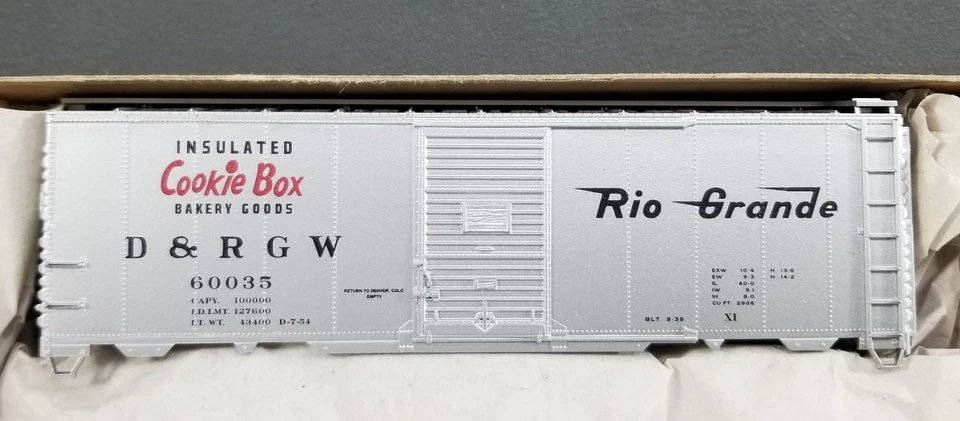 INSULATED
Cookie Box
BAKERY GOODS
D & R G W
60035
CAPY. 100000
LD.LMT. 127600
LT. WT. 43400 D-7-54
RETURN TO DENVER COLO
EMPTY
Rio Grande
EXW 10-4 H 13-6
EW 9-3 H 14-2
IL 40-0
IW 9-1
IH 8-0
CU FT 2906
BLT 9-39 XI